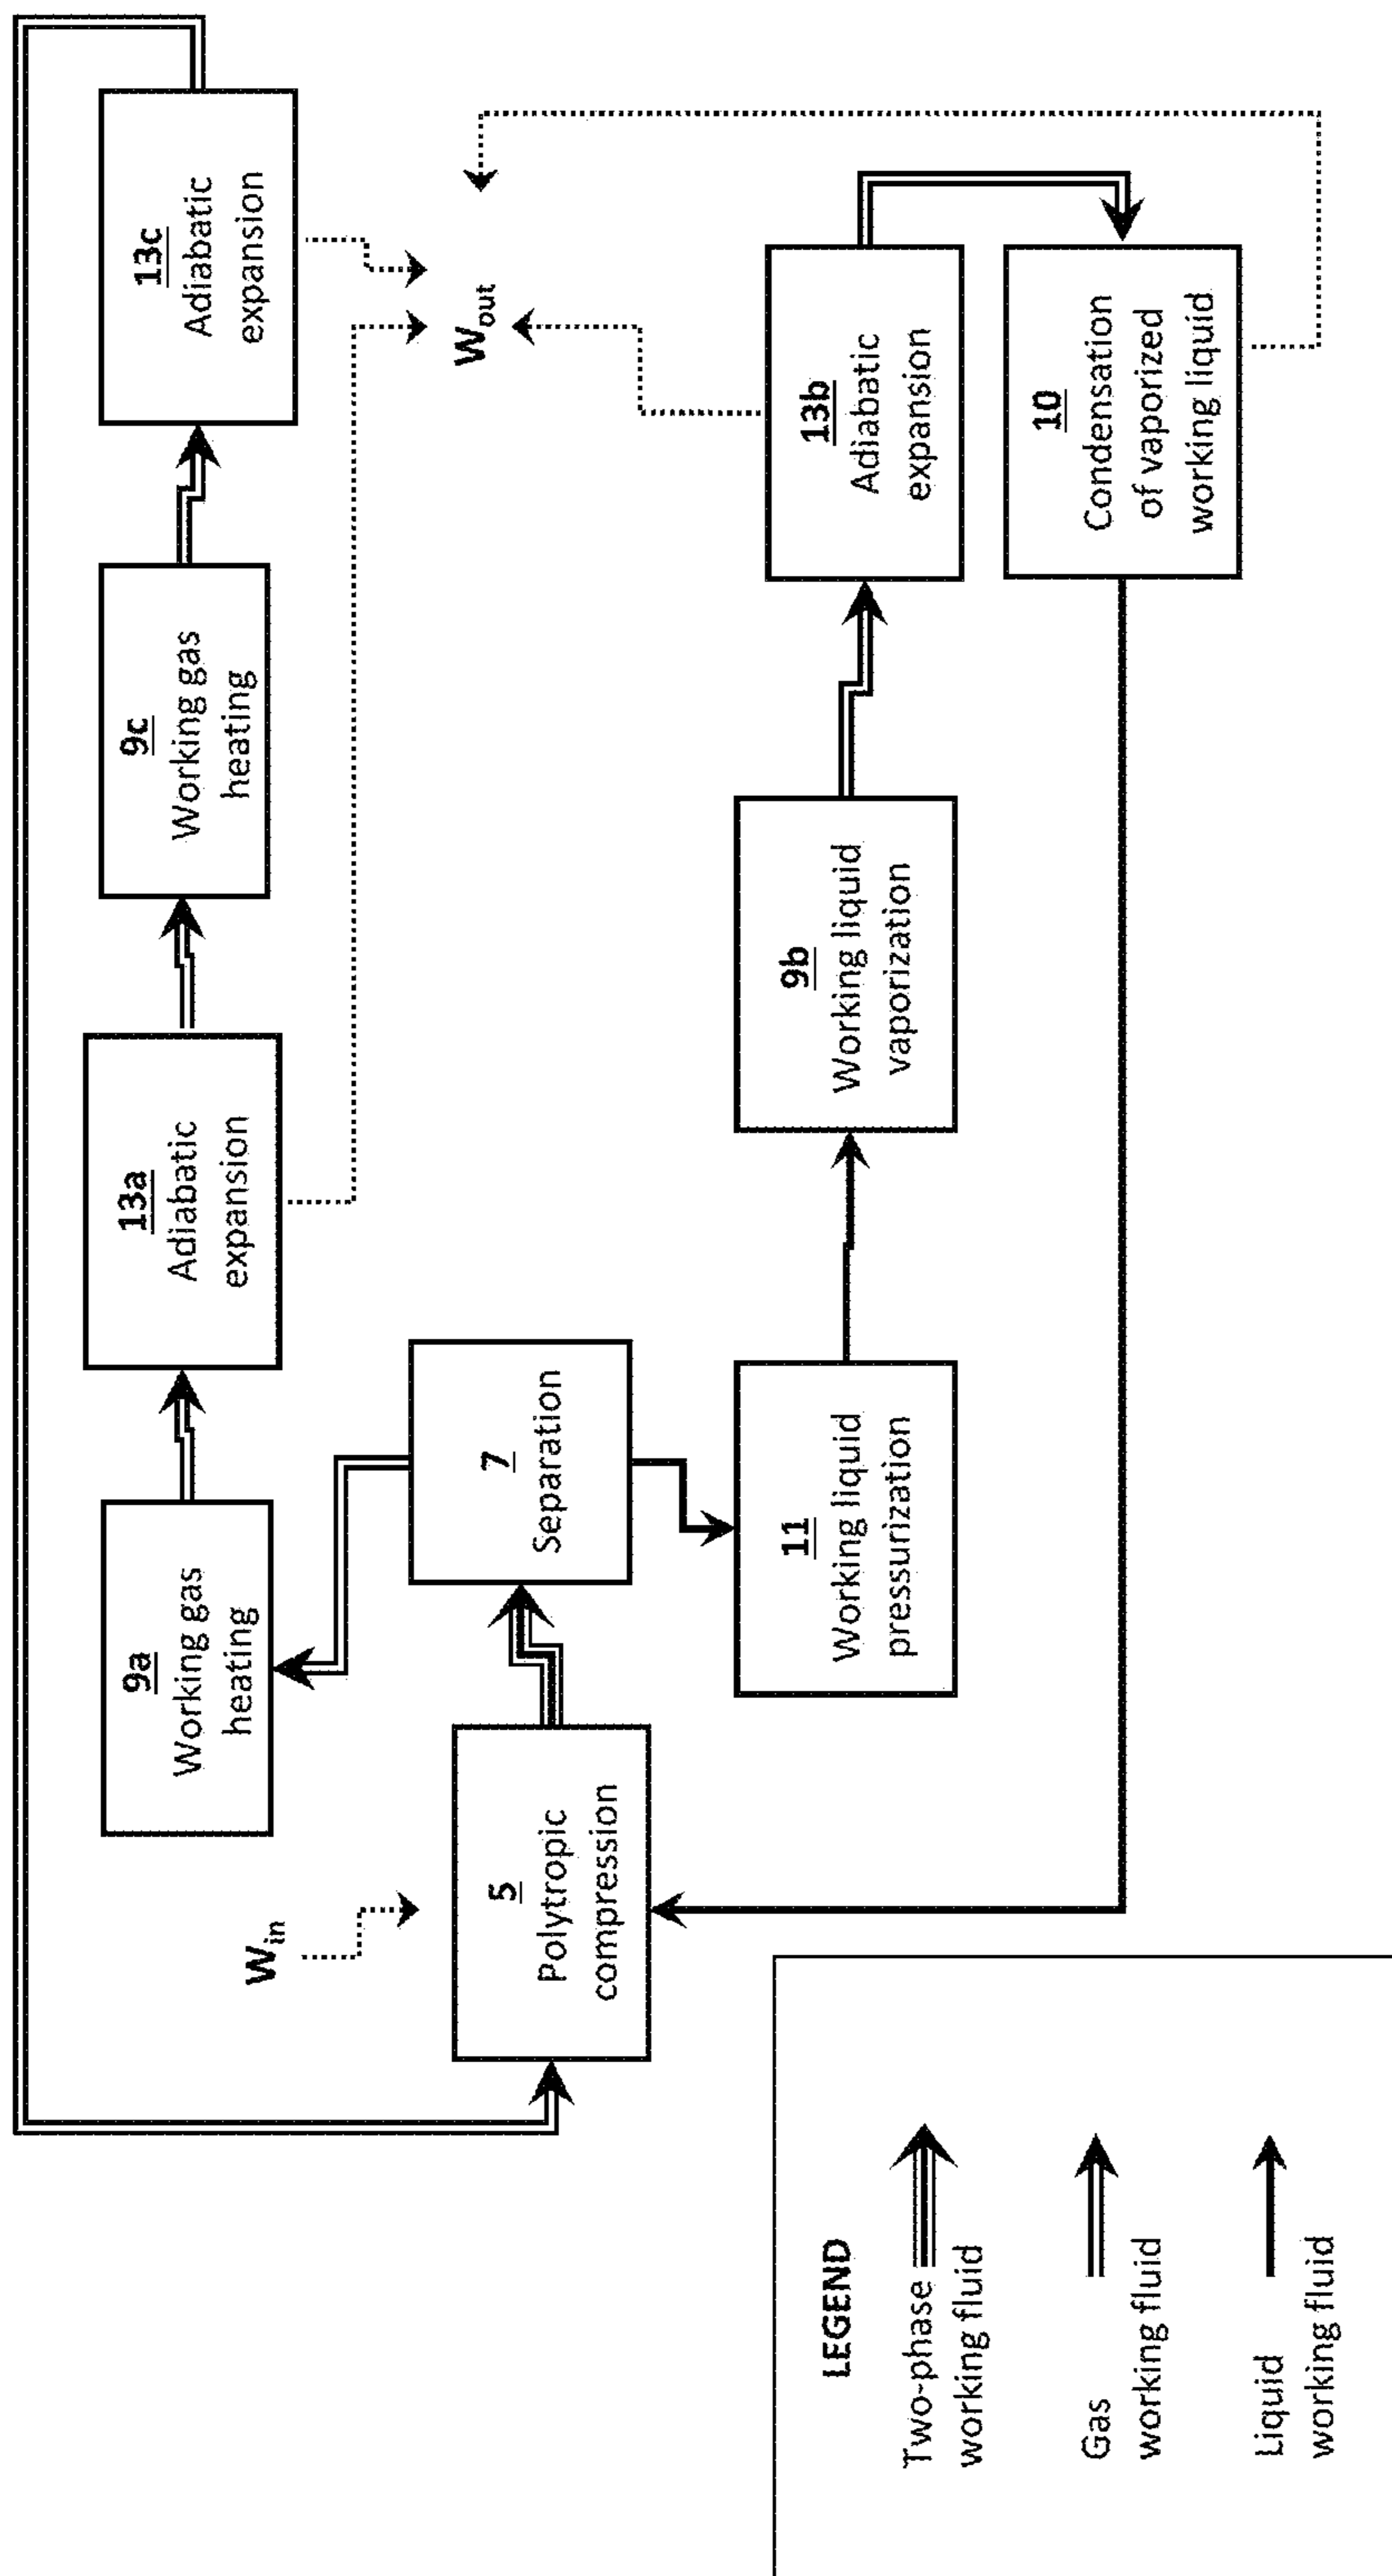 9a
Working gas
heating
13a
Adiabatic
expansion
9c
Working gas
heating
13c
Adiabatic
expansion
W_in
W_out
5
Polytropic
compression
7
Separation
11
Working liquid
pressurization
9b
Working liquid
vaporization
13b
Adiabatic
expansion
10
Condensation
of vaporized
working liquid
LEGEND
Two-phase
working fluid
Gas
working fluid
Liquid
working fluid